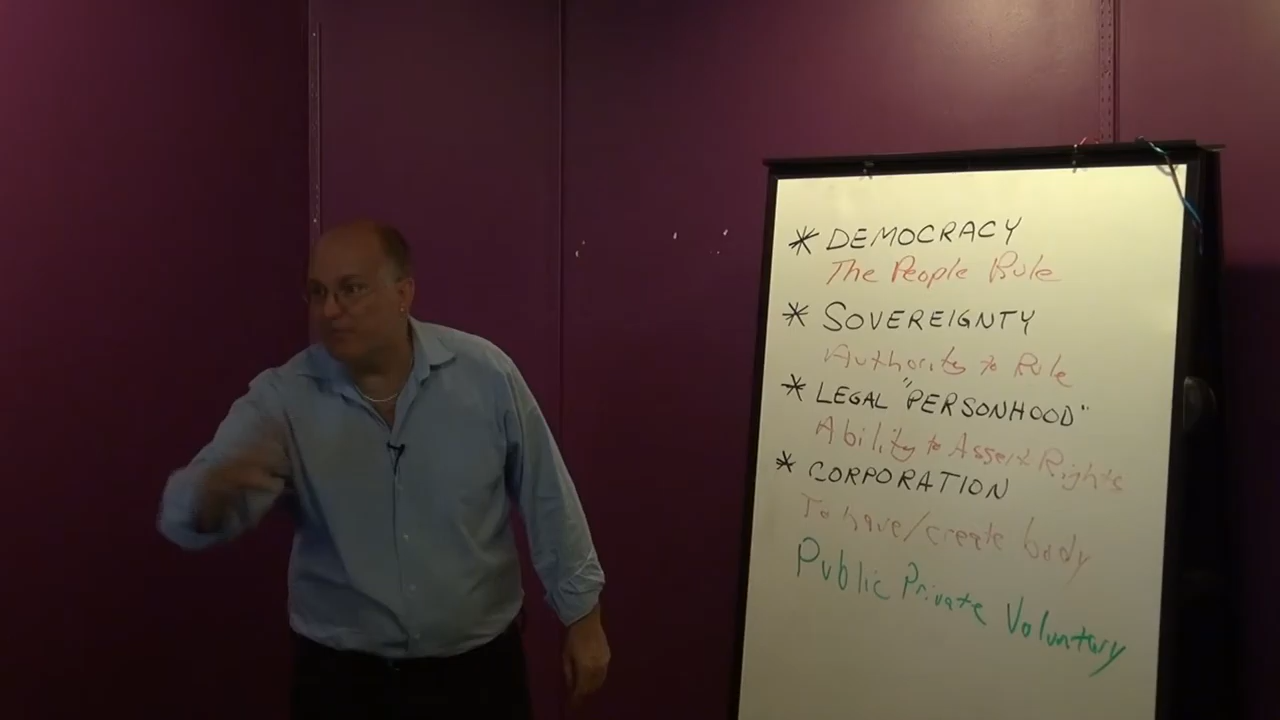 * DEMOCRACY
The People Rule
* SOVEREIGNTY
Authority to Rule
* LEGAL "PERSONHOOD"
Ability to Assert Rights
* CORPORATION
To have/create body
Public Private Voluntary